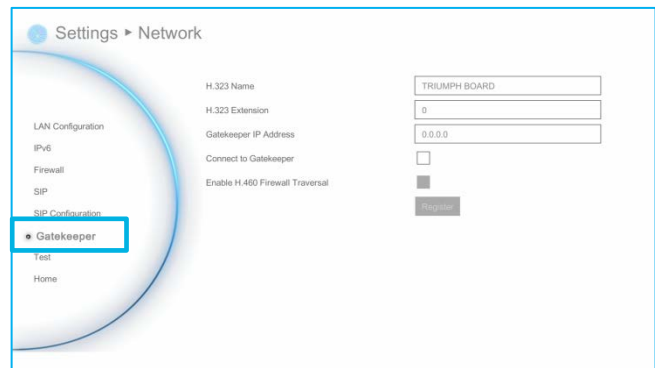 Settings ▸ Network
H.323 Name
TRIUMPH BOARD
H.323 Extension
0
Gatekeeper IP Address
0.0.0.0
Connect to Gatekeeper
Enable H.460 Firewall Traversal
Register
LAN Configuration
IPv6
Firewall
SIP
SIP Configuration
Gatekeeper
Test
Home